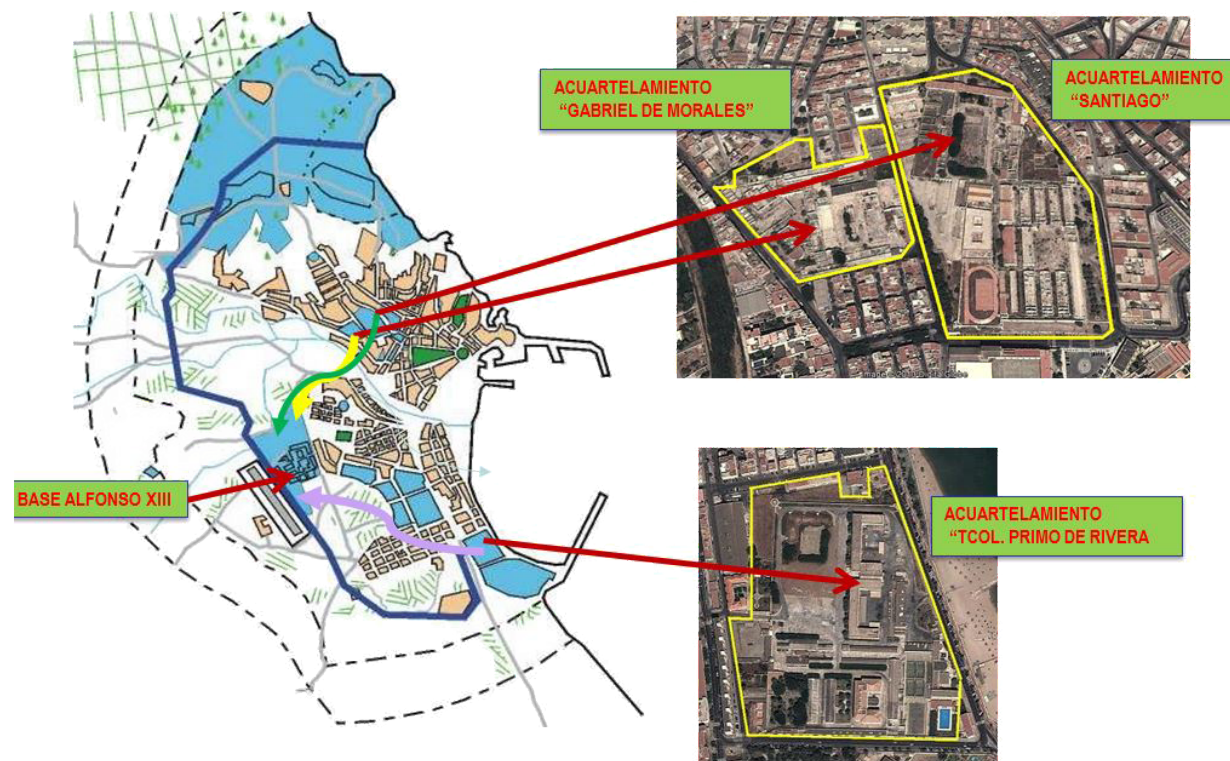 ACUARTELAMIENTO
“GABRIEL DE MORALES”
ACUARTELAMIENTO
“SANTIAGO”
BASE ALFONSO XIII
ACUARTELAMIENTO
“TCOL. PRIMO DE RIVERA